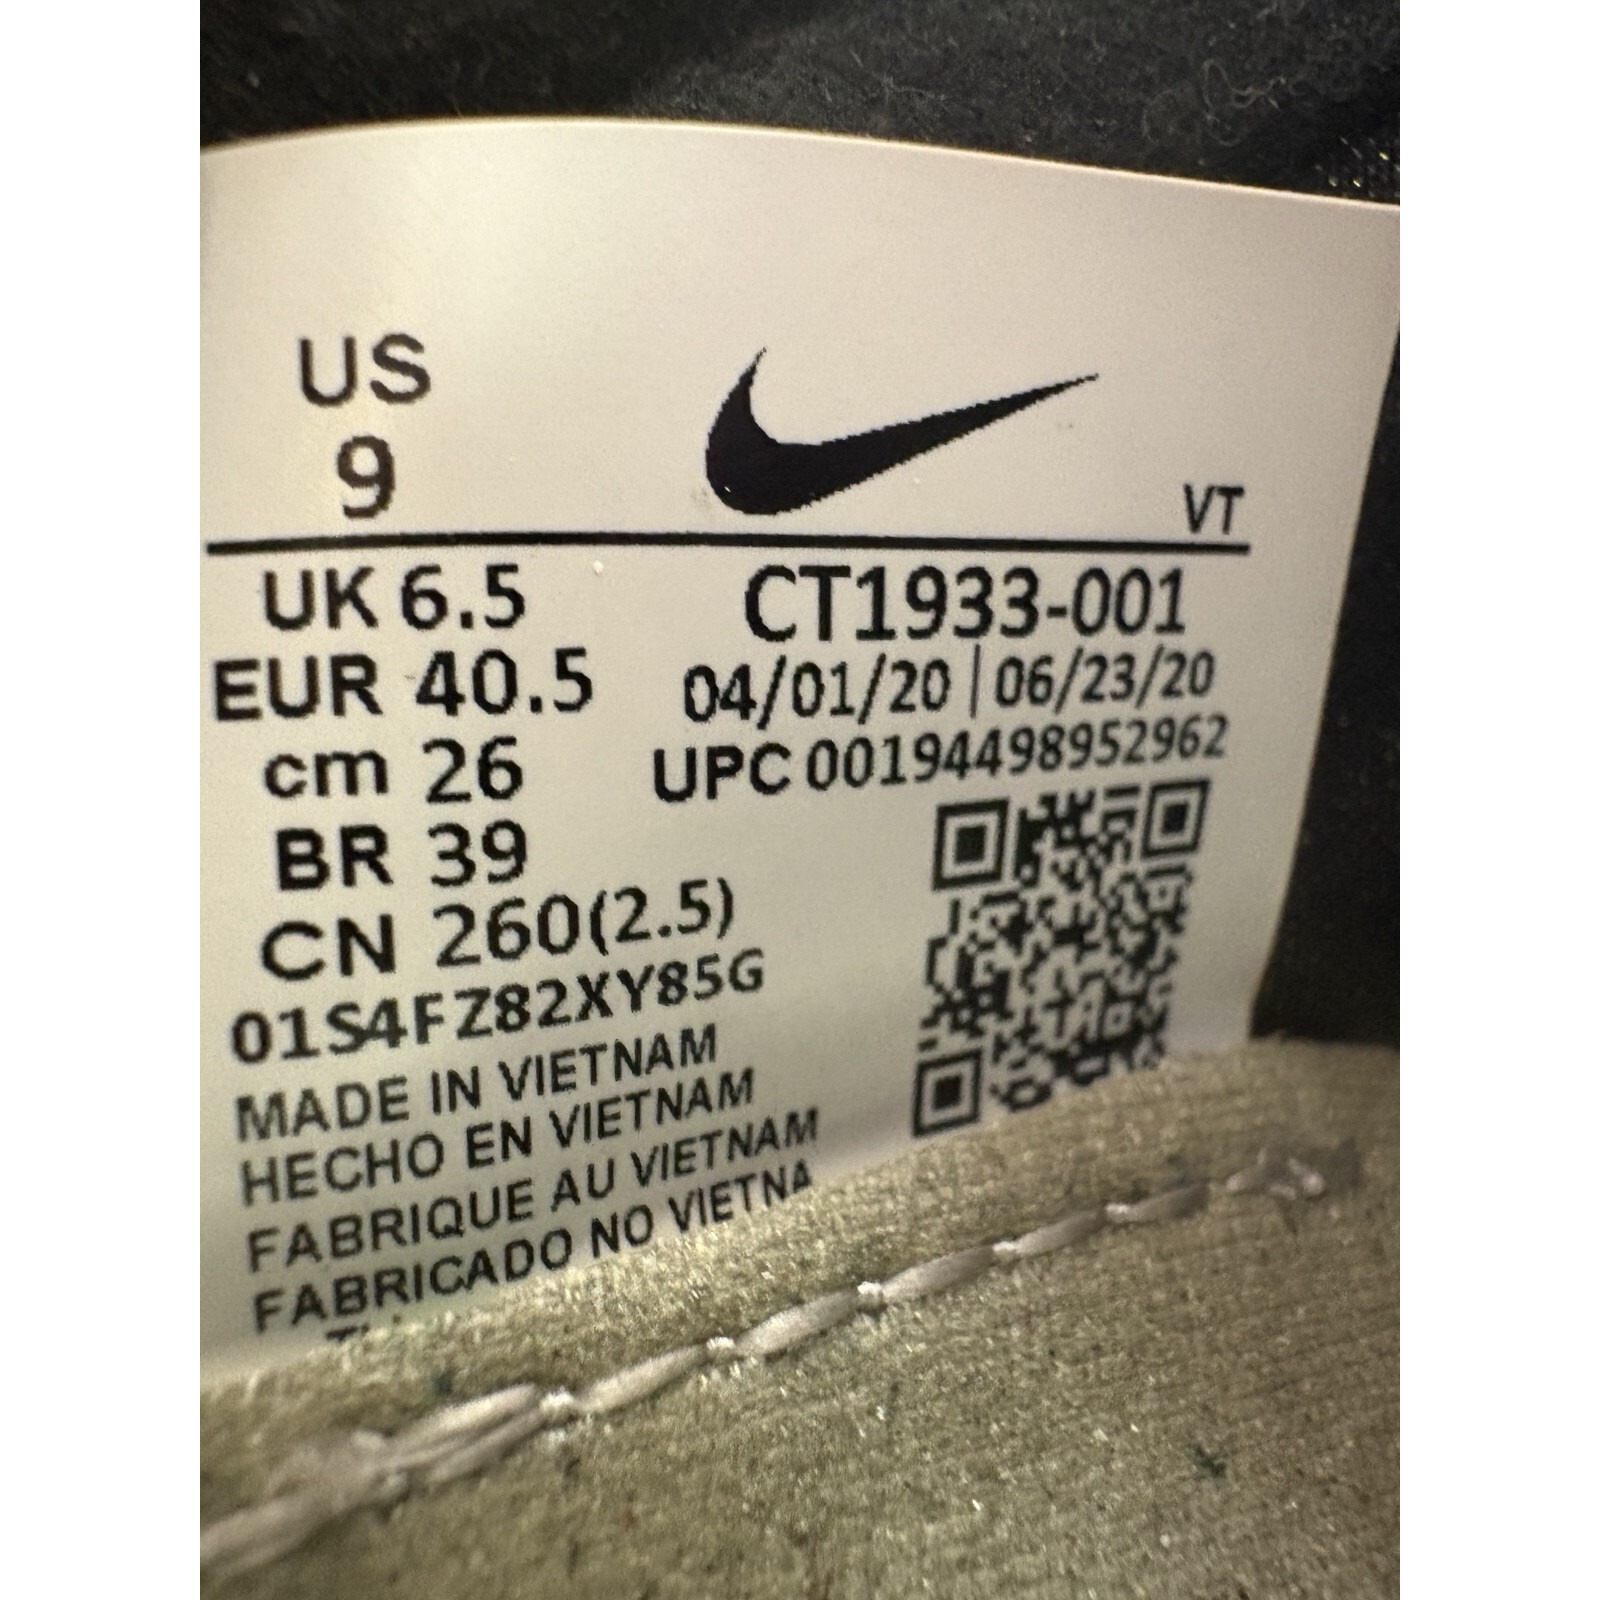 US
9
VT
UK 6.5
EUR 40.5
cm 26
BR 39
CN 260(2.5)
CT1933-001
04/01/20 | 06/23/20
UPC 00194498952962
01S4FZ82XY85G
MADE IN VIETNAM
HECHO EN VIETNAM
FABRIQUE AU VIETNAM
FABRICADO NO VIETNA